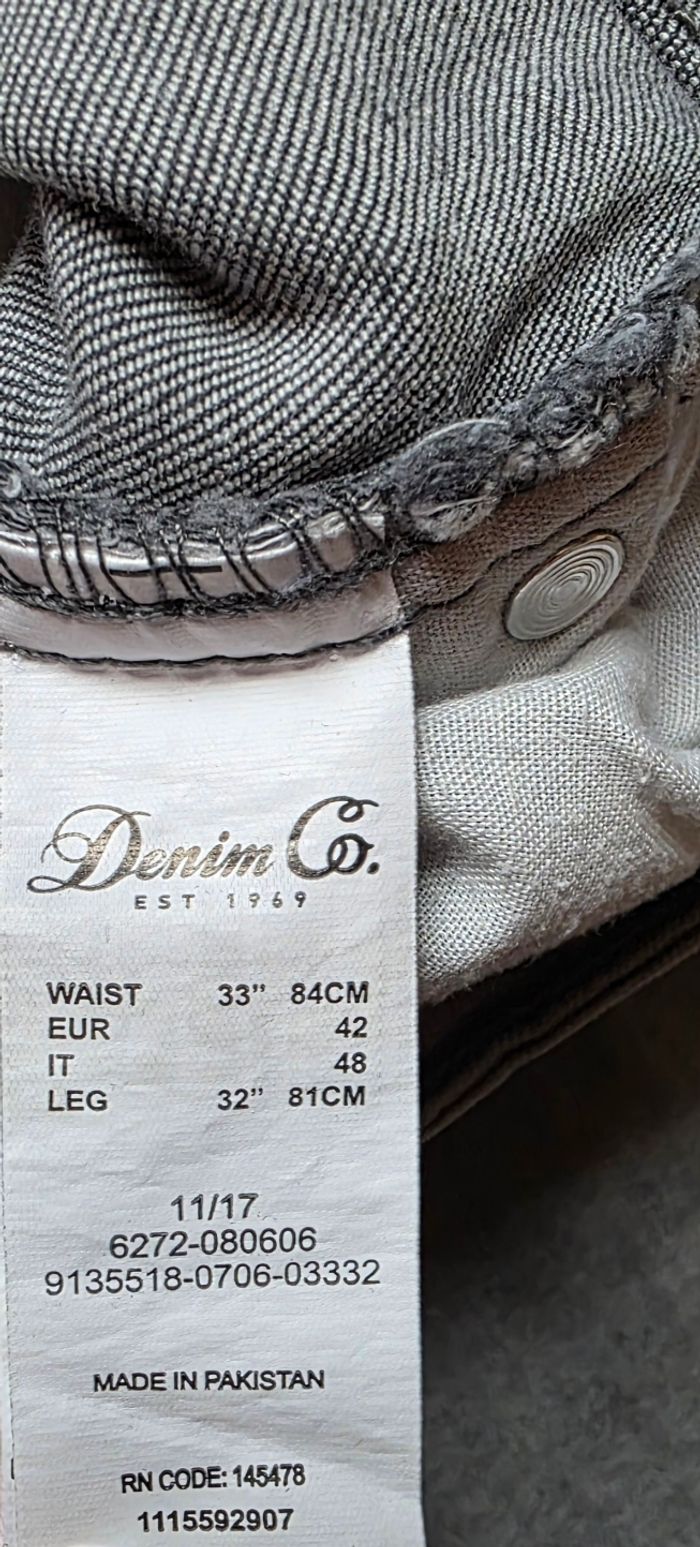 Denim Co.
EST 1969
WAIST 33” 84CM
EUR 42
IT 48
LEG 32” 81CM
11/17
6272-080606
9135518-0706-03332
MADE IN PAKISTAN
RN CODE: 145478
1115592907